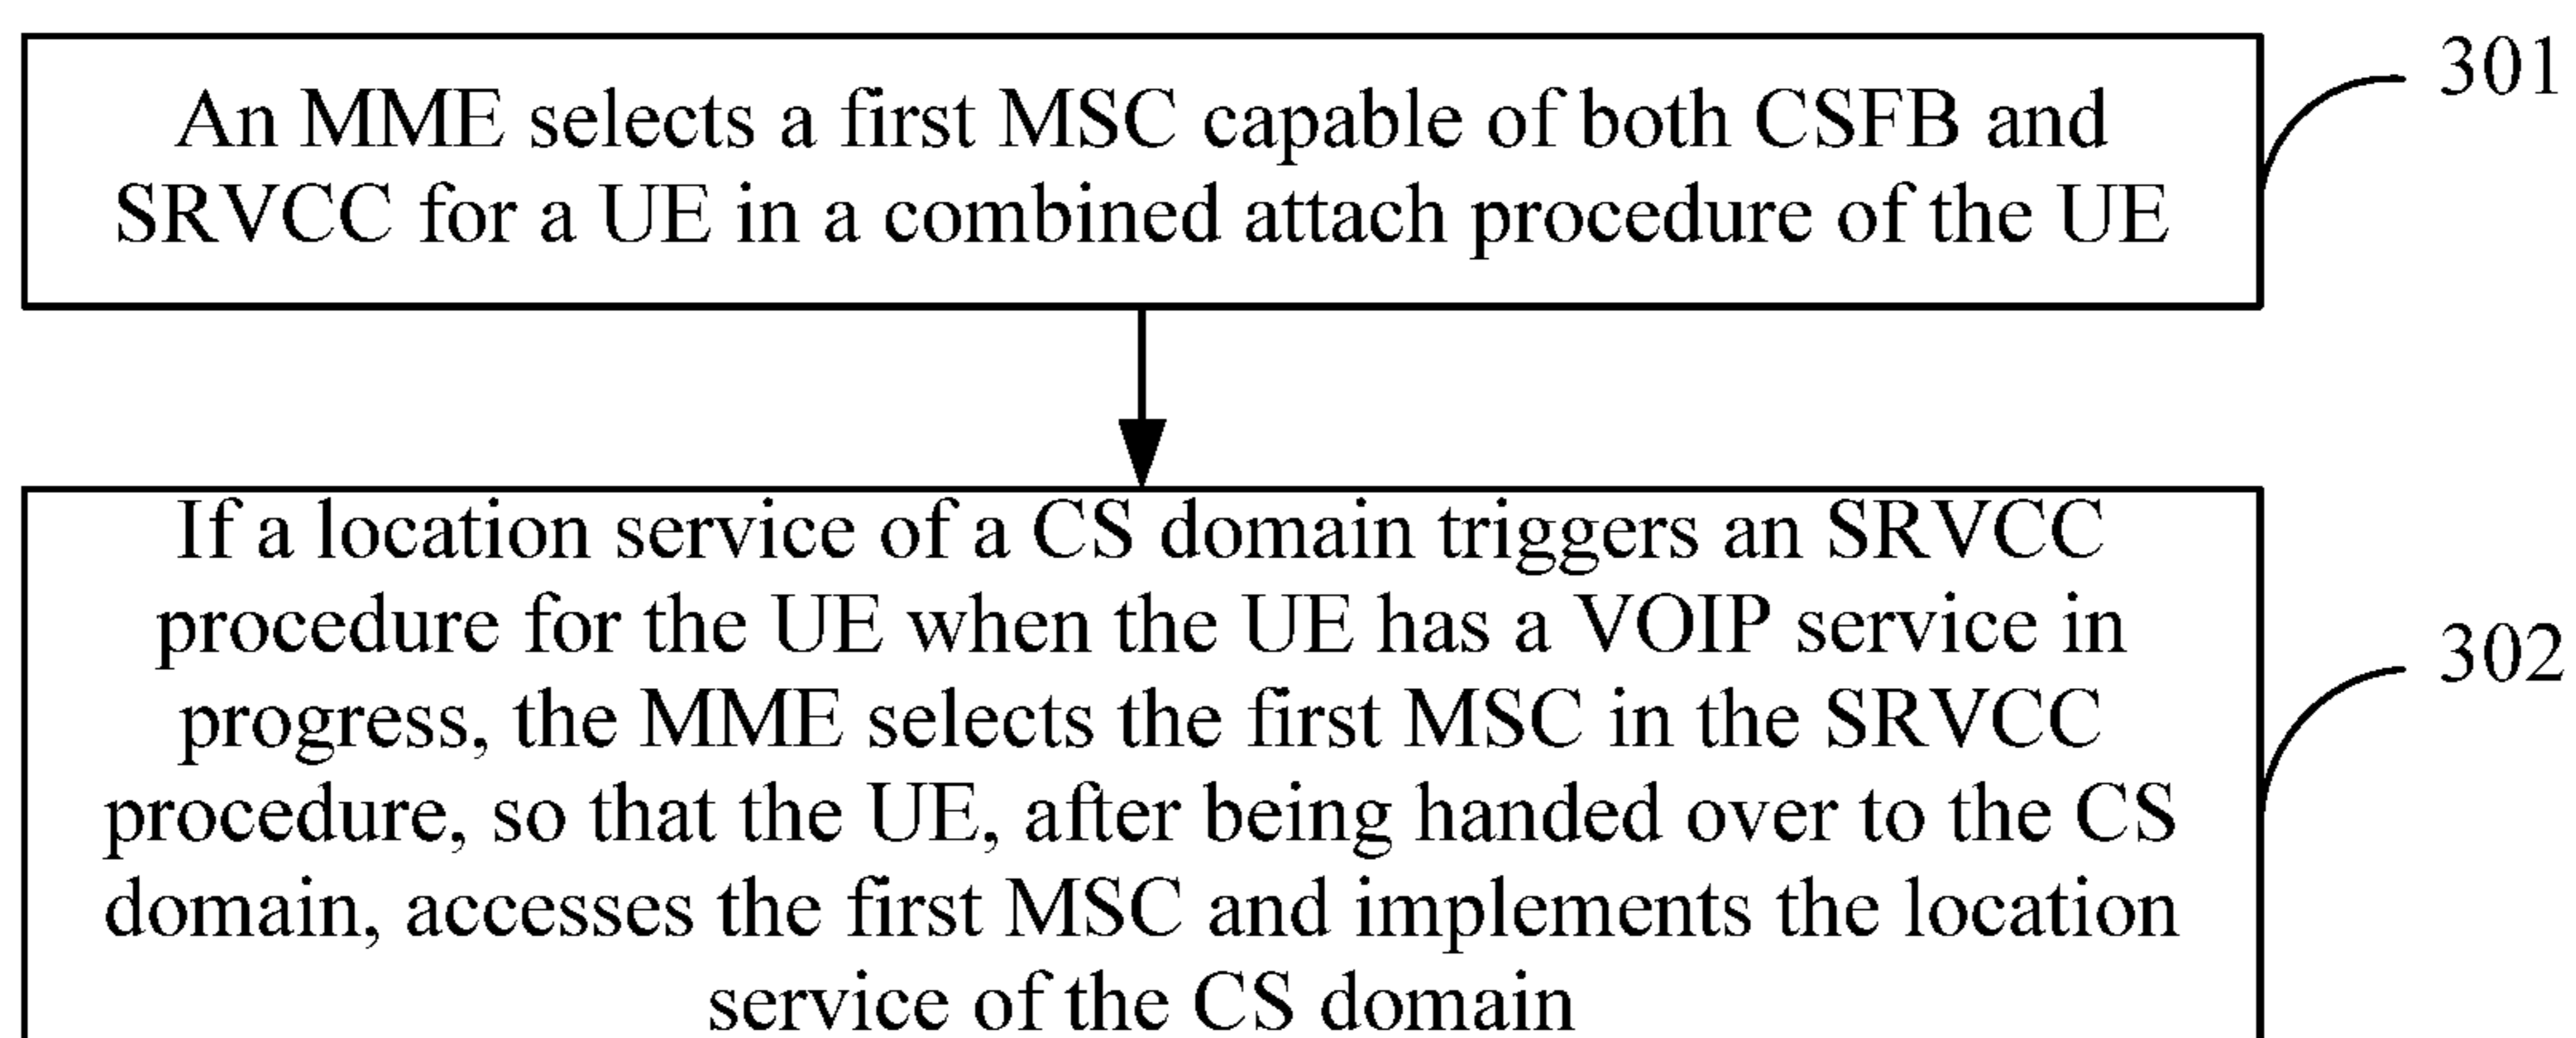 An MME selects a first MSC capable of both CSFB and
SRVCC for a UE in a combined attach procedure of the UE
301
If a location service of a CS domain triggers an SRVCC
procedure for the UE when the UE has a VOIP service in
progress, the MME selects the first MSC in the SRVCC
procedure, so that the UE, after being handed over to the CS
domain, accesses the first MSC and implements the location
service of the CS domain
302